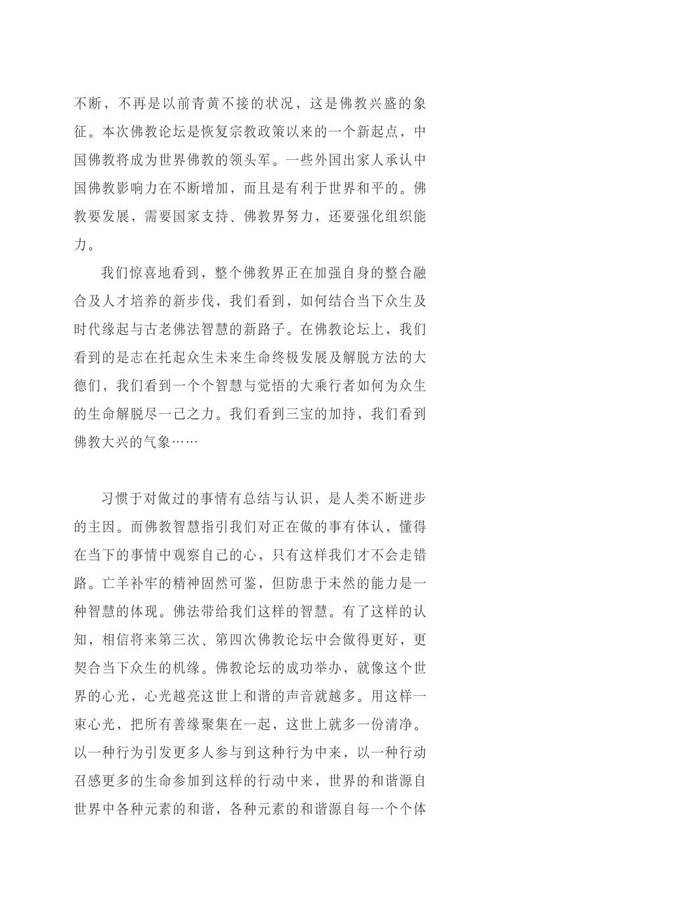 不断，不再是以前青黄不接的状况，这是佛教兴盛的象
征。本次佛教论坛是恢复宗教政策以来的一个新起点，中
国佛教将成为世界佛教的领头军。一些外国出家人承认中
国佛教影响力在不断增加，而且是有利于世界和平的。佛
教要发展，需要国家支持、佛教界努力，还要强化组织能
力。
我们惊喜地看到，整个佛教界正在加强自身的整合融
合及人才培养的新步伐，我们看到，如何结合当下众生及
时代缘起与古老佛法智慧的新路子。在佛教论坛上，我们
看到的是志在托起众生未来生命终极发展及解脱方法的大
德们，我们看到一个个智慧与觉悟的大乘行者如何为众生
的生命解脱尽一己之力。我们看到三宝的加持，我们看到
佛教大兴的气象……
习惯于对做过的事情有总结与认识，是人类不断进步
的主因。而佛教智慧指引我们对正在做的事有体认，懂得
在当下的事情中观察自己的心，只有这样我们才不会走错
路。亡羊补牢的精神固然可鉴，但防患于未然的能力是一
种智慧的体现。佛法带给我们这样的智慧。有了这样的认
知，相信将来第三次、第四次佛教论坛中会做得更好，更
契合当下众生的机缘。佛教论坛的成功举办，就像这个世
界的心光，心光越亮这世上和谐的声音就越多。用这样一
束心光，把所有善缘聚集在一起，这世上就多一份清净。
以一种行为引发更多人参与到这种行为中来，以一种行动
召感更多的生命参加到这样的行动中来，世界的和谐源自
世界中各种元素的和谐，各种元素的和谐源自每一个个体